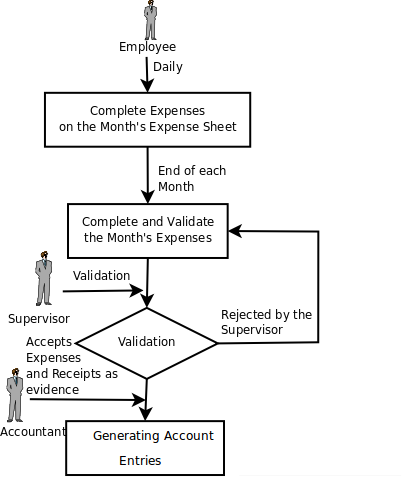 Employee
Daily
Complete Expenses
on the Month's Expense Sheet
End of each
Month
Complete and Validate
the Month's Expenses
Validation
Supervisor
Rejected by the
Supervisor
Validation
Accepts
Expenses
and Receipts as
evidence
Accountant
Generating Account
Entries